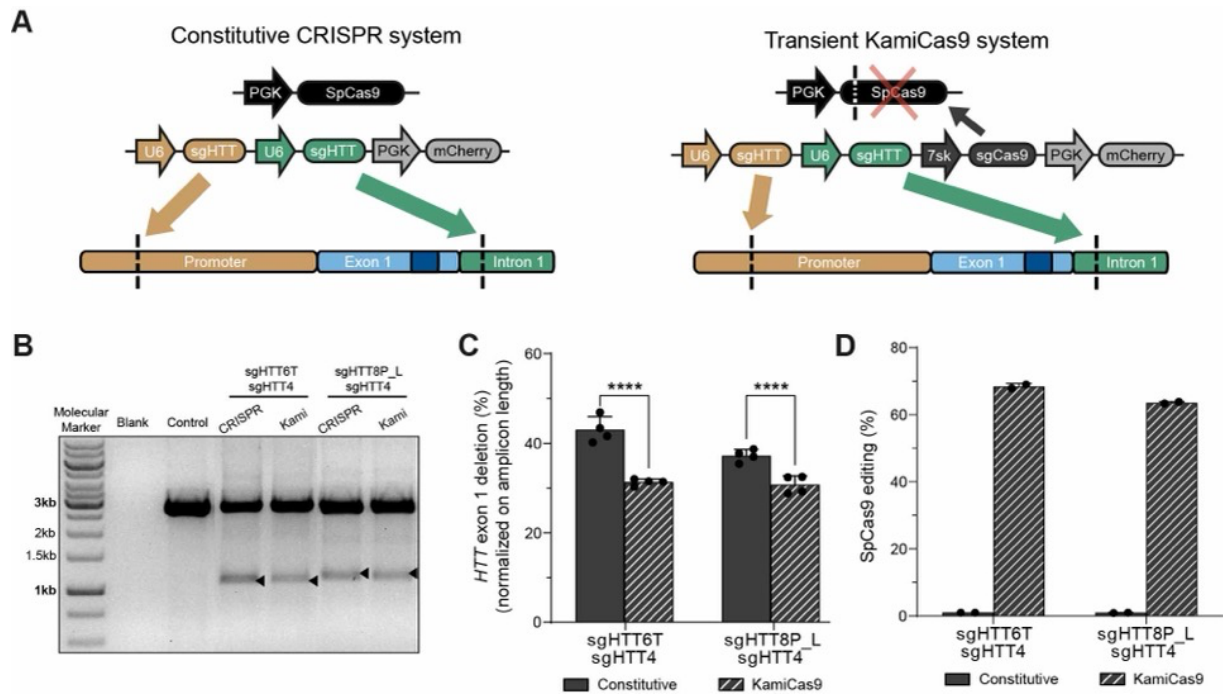 A
Constitutive CRISPR system
PGK SpCas9
U6 sgHTT U6 sgHTT PGK mCherry
Promoter Exon 1 Intron 1
Transient KamiCas9 system
PGK SpCas9
U6 sgHTT U6 sgHTT 7sk sgCas9 PGK mCherry
Promoter Exon 1 Intron 1
B
sgHTT6T sgHTT8P_L
sgHTT4 sgHTT4
Molecular
Marker Blank Control CRISPR Kami CRISPR Kami
3kb
2kb
1.5kb
1kb
C
HTT exon 1 deletion (%)
(normalized on amplicon length)
60
40
20
0
****
****
sgHTT6T sgHTT8P_L
sgHTT4 sgHTT4
Constitutive KamiCas9
D
SpCas9 editing (%)
80
60
40
20
0
sgHTT6T sgHTT8P_L
sgHTT4 sgHTT4
Constitutive KamiCas9